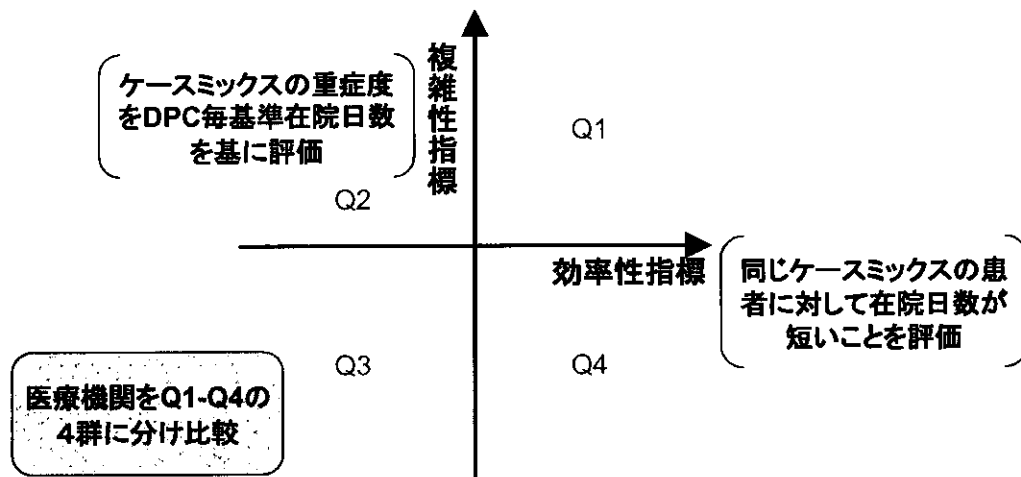 ケースミックスの重症度
をDPC毎基準在院日数
を基に評価
複雑性指標
Q1
Q2
効率性指標
同じケースミックスの患
者に対して在院日数が
短いことを評価
Q3
Q4
医療機関をQ1-Q4の
4群に分け比較